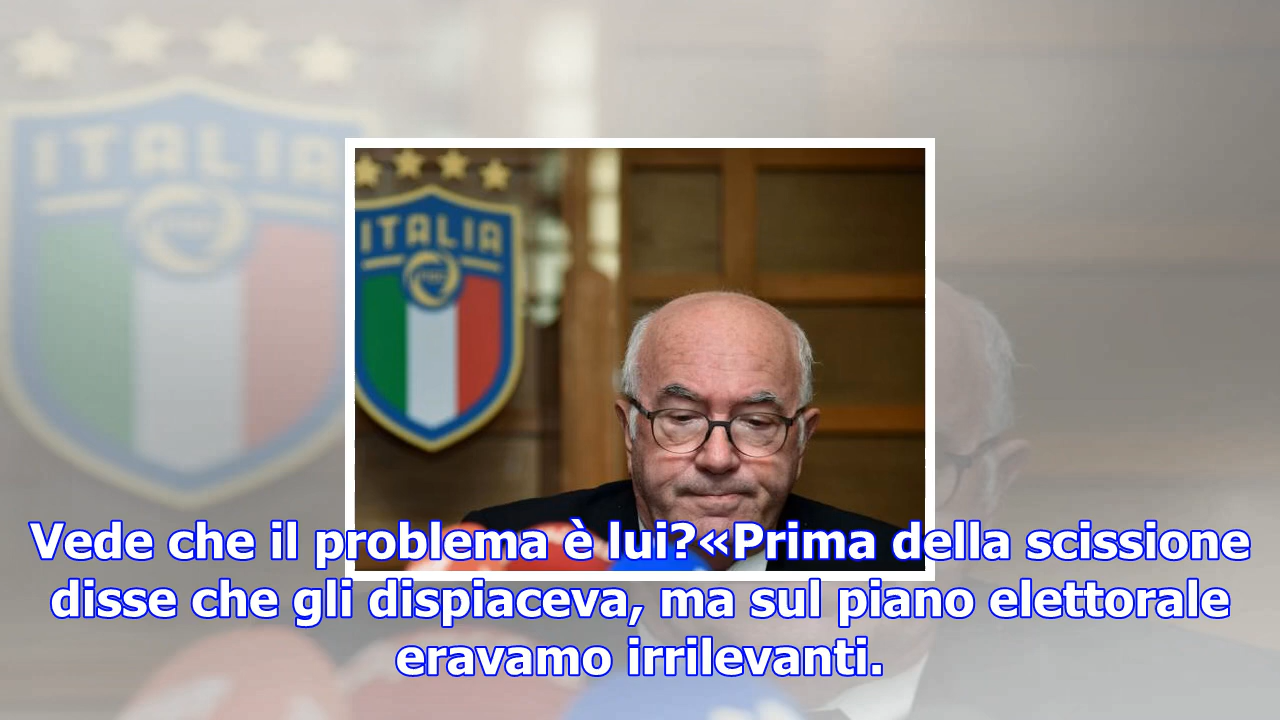 ITALIA
ITALIA
Vede che il problema è lui?«Prima della scissione
disse che gli dispiaceva, ma sul piano elettorale
eravamo irrilevanti.